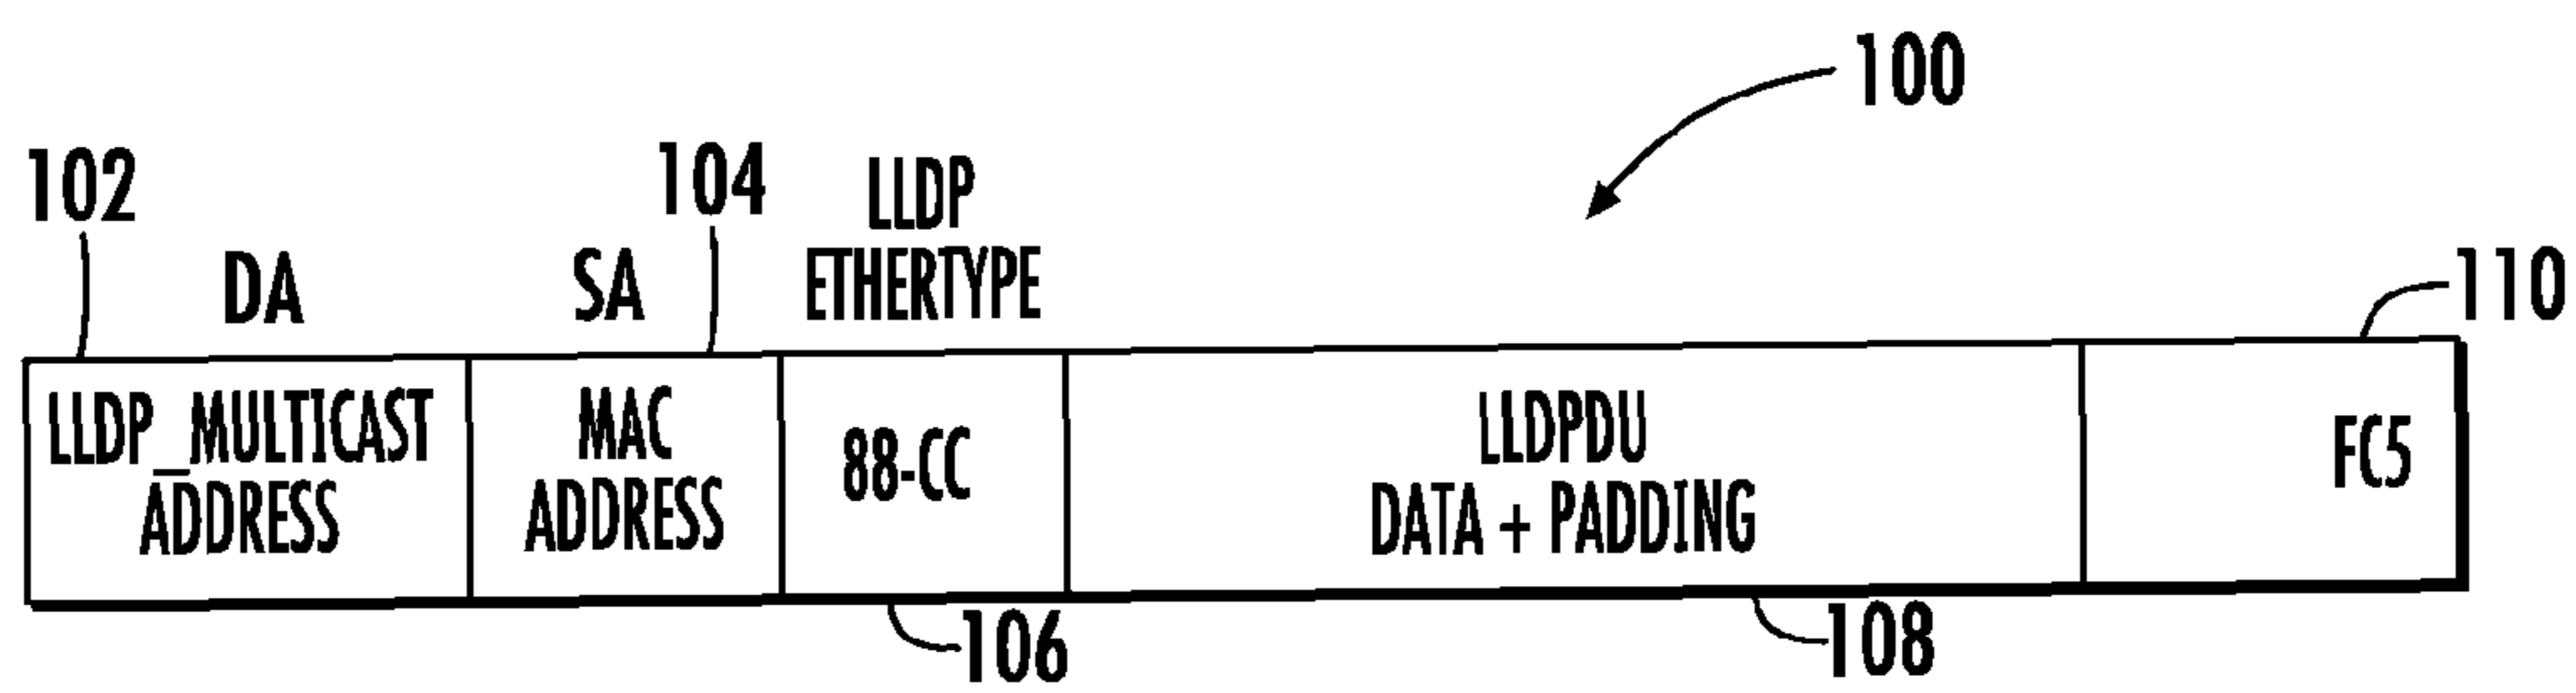 100
102
104
LLDP
DA
SA
ETHERTYPE
110
LLDP_MULTICAST
ADDRESS
MAC
ADDRESS
88-CC
LLDPDU
DATA + PADDING
FC5
106
108